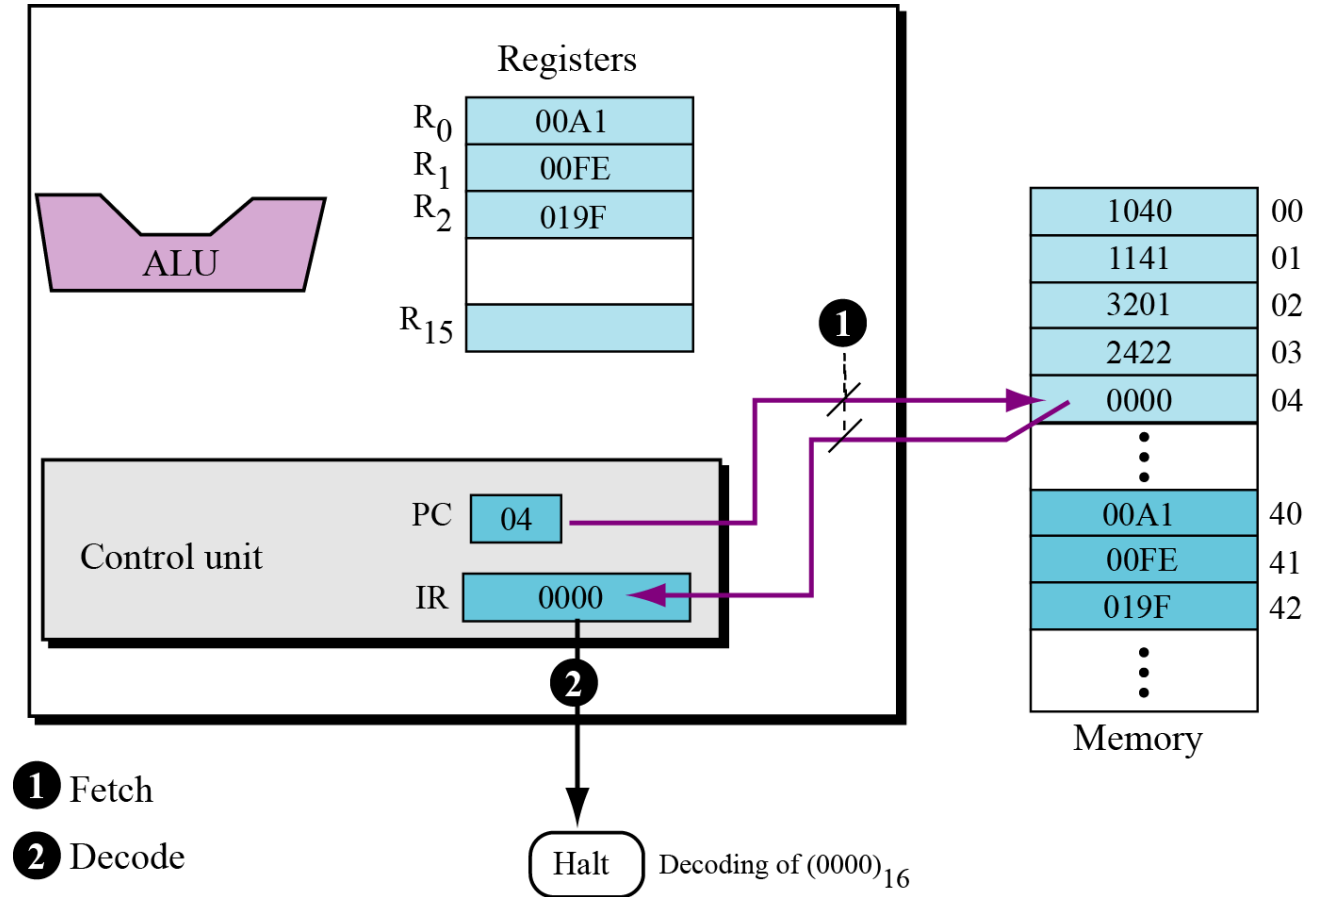 Registers
R0 00A1
R1 00FE
R2 019F
R15
ALU
1
1040 00
1141 01
3201 02
2422 03
0000 04
00A1 40
00FE 41
019F 42
Memory
Control unit
PC 04
IR 0000
2
1 Fetch
2 Decode
Halt Decoding of (0000)16